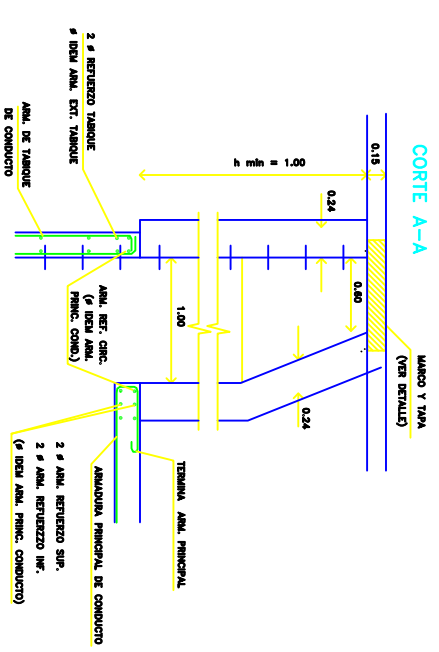 CORTE A-A
MARCO Y TAPA
(VER DETALLE)
0.15
h min = 1.00
0.24
0.60
1.00
0.24
2 ø REFUERZO TABIQUE
ø IDEM ARM. EXT. TABIQUE
ARM. DE TABIQUE
DE CONDUCTO
ARM. REF. CIRC.
(ø IDEM ARM.
PRINC. COND.)
TERMINA ARM. PRINCIPAL
ARMADURA PRINCIPAL DE CONDUCTO
2 ø ARM. REFUERZO SUP.
2 ø ARM. REFUERZZO INF.
(ø IDEM ARM. PRINC. CONDUCTO)